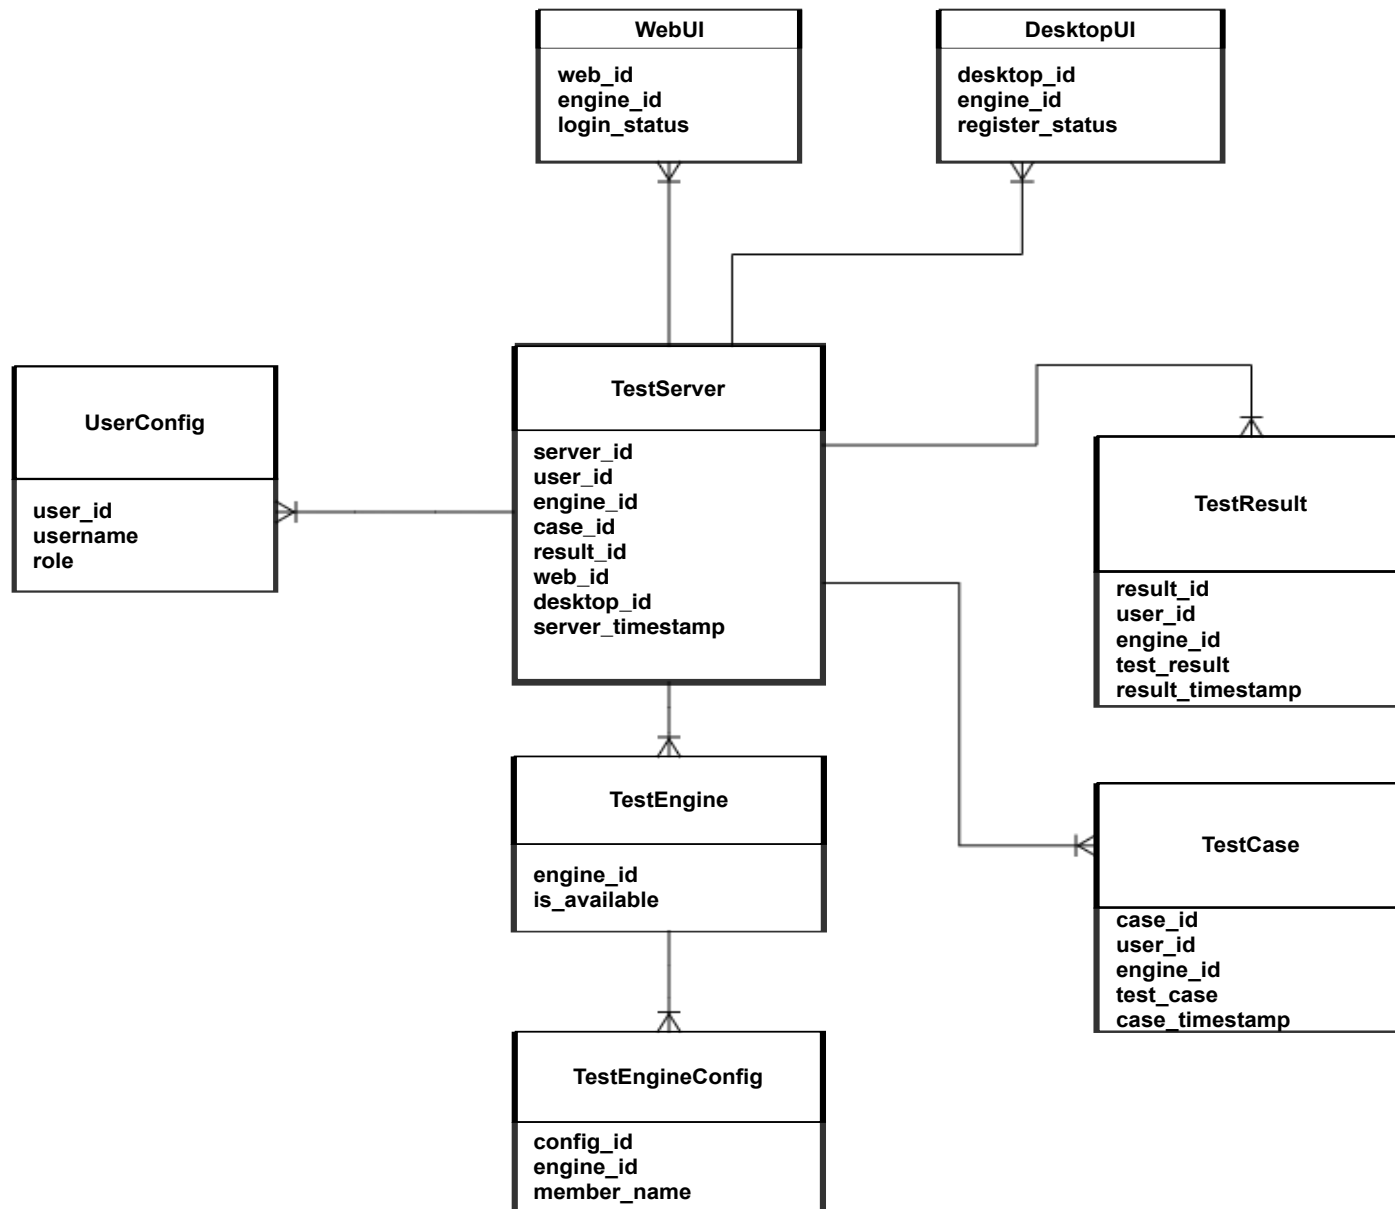 WebUI
web_id
engine_id
login_status
DesktopUI
desktop_id
engine_id
register_status
UserConfig
user_id
username
role
TestServer
server_id
user_id
engine_id
case_id
result_id
web_id
desktop_id
server_timestamp
TestResult
result_id
user_id
engine_id
test_result
result_timestamp
TestEngine
engine_id
is_available
TestCase
case_id
user_id
engine_id
test_case
case_timestamp
TestEngineConfig
config_id
engine_id
member_name